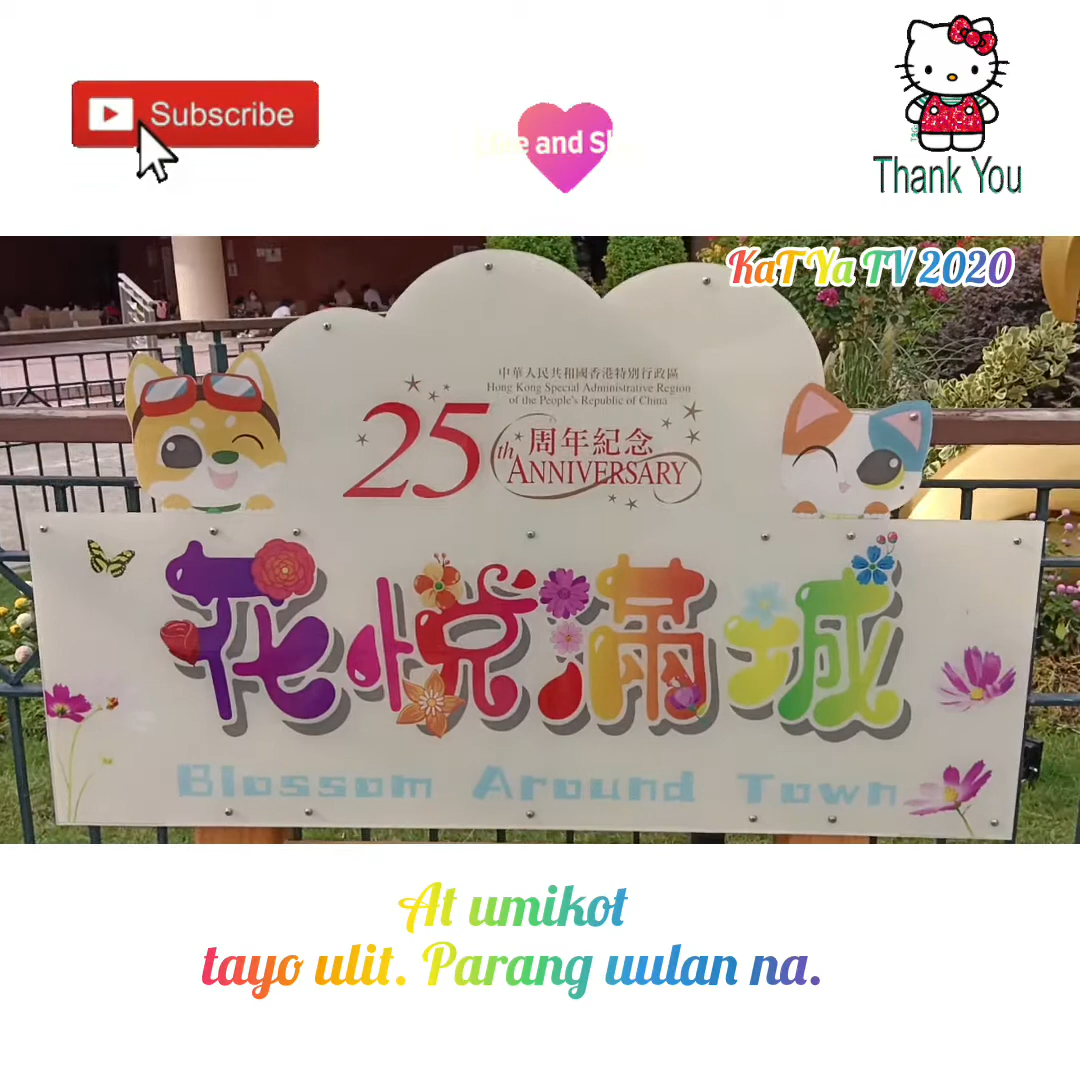 Subscribe
and
Thank You
KaT Ya TV 2020
中華人民共和國香港特別行政區
Hong Kong Special Administrative Region
of the People's Republic of China
25th 周年紀念
ANNIVERSARY
花悅滿城
Blossom Around Town
At umikot
tayo ulit. Parang uulan na.